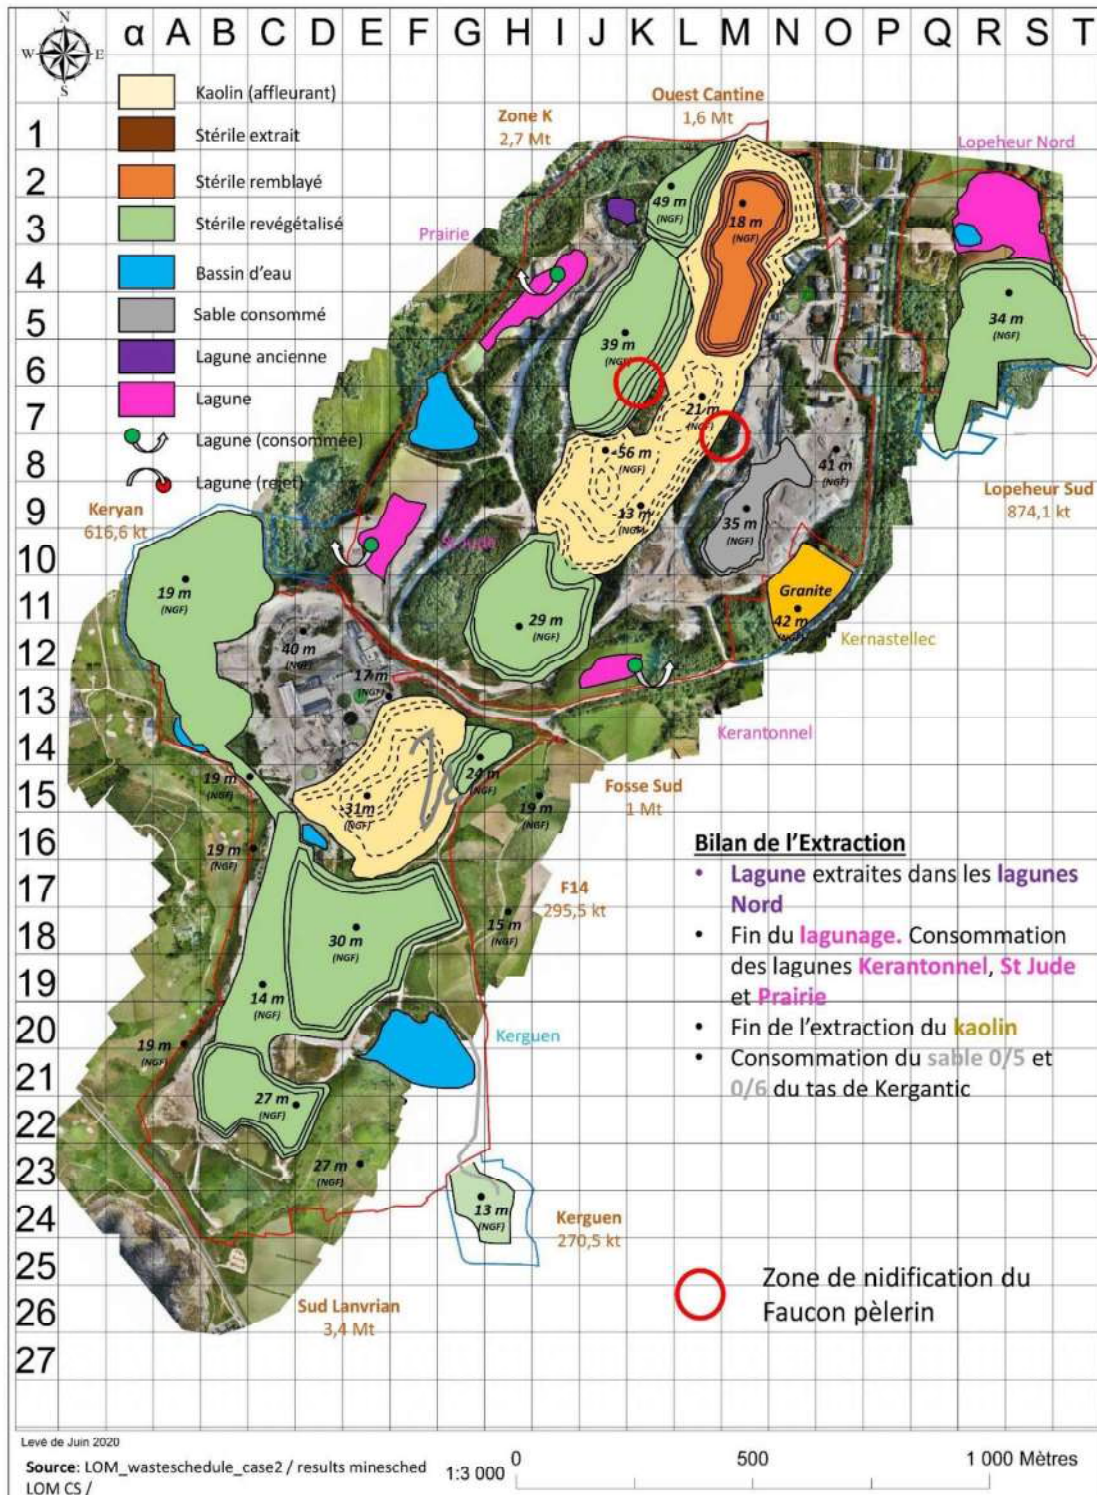 N
W E
S
α A B C D E F G H I J K L M N O P Q R S T
1
2
3
4
5
6
7
8
9
10
11
12
13
14
15
16
17
18
19
20
21
22
23
24
25
26
27
Kaolin (affleurant)
Stérile extrait
Stérile remblayé
Stérile revégétalisé
Bassin d'eau
Sable consommé
Lagune ancienne
Lagune
Lagune (consommée)
Lagune (rejet)
Zone K
2,7 Mt
Ouest Cantine
1,6 Mt
Lopeheur Nord
Prairie
49 m
(NGF)
18 m
(NGF)
34 m
(NGF)
39 m
(NGF)
-21 m
(NGF)
-56 m
(NGF)
41 m
(NGF)
Lopeheur Sud
874,1 kt
Keryan
616,6 kt
-13 m
(NGF)
35 m
(NGF)
St Jude
19 m
(NGF)
Granite
42 m
(NGF)
29 m
(NGF)
Kernastellec
40 m
(NGF)
17 m
(NGF)
Kerantonnel
24 m
(NGF)
19 m
(NGF)
Fosse Sud
1 Mt
19 m
(NGF)
-31m
(NGF)
19 m
(NGF)
F14
295,5 kt
15 m
(NGF)
30 m
(NGF)
14 m
(NGF)
19 m
(NGF)
Kerguen
27 m
(NGF)
27 m
(NGF)
13 m
(NGF)
Kerguen
270,5 kt
Sud Lanvrian
3,4 Mt
Bilan de l'Extraction
• Lagune extraites dans les lagunes
Nord
• Fin du lagunage. Consommation
des lagunes Kerantonnel, St Jude
et Prairie
• Fin de l'extraction du kaolin
• Consommation du sable 0/5 et
0/6 du tas de Kergantic
Zone de nidification du
Faucon pèlerin
Levé de Juin 2020
Source: LOM_wasteschedule_case2 / results minesched
LOM CS /
1:3 000
0 500 1 000 Mètres